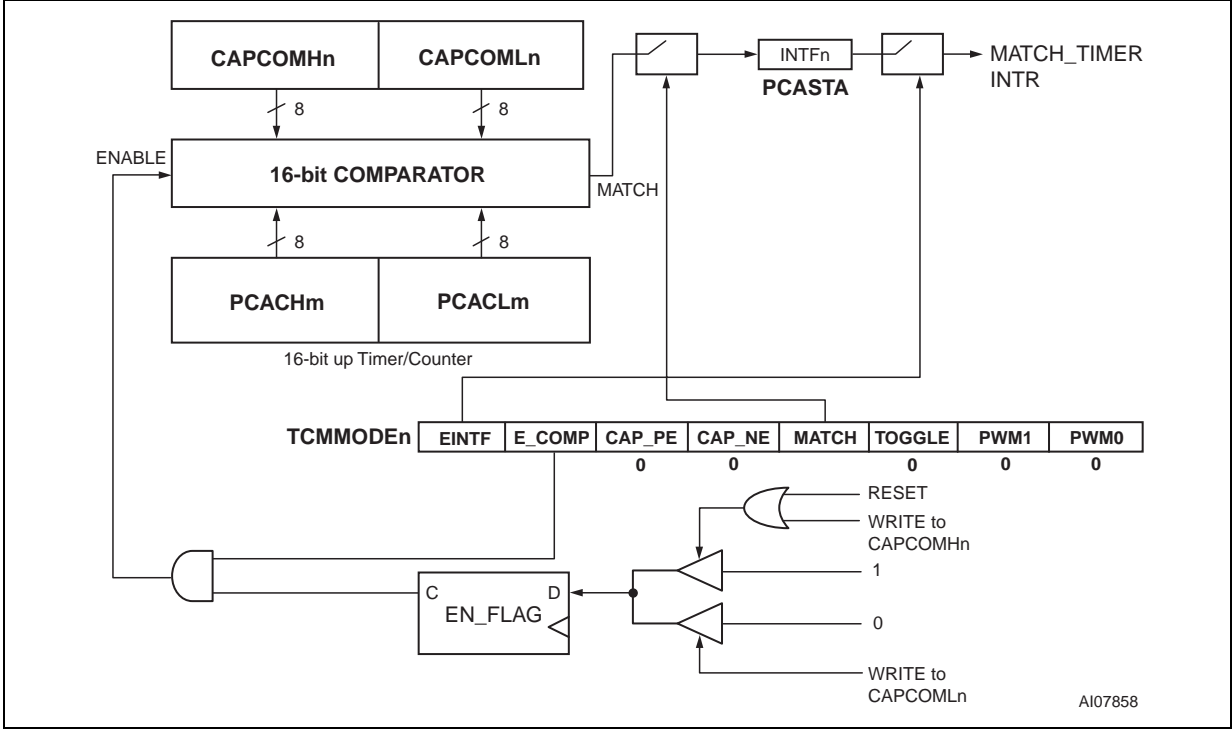 CAPCOMHn CAPCOMLn
8 8
ENABLE
16-bit COMPARATOR
MATCH
INTFn
PCASTA
MATCH_TIMER
INTR
8 8
PCACHm PCACLm
16-bit up Timer/Counter
TCMMODEn EINTF E_COMP CAP_PE CAP_NE MATCH TOGGLE PWM1 PWM0
0 0 0 0 0
RESET
WRITE to
CAPCOMHn
1
C D
EN_FLAG
0
WRITE to
CAPCOMLn
AI07858